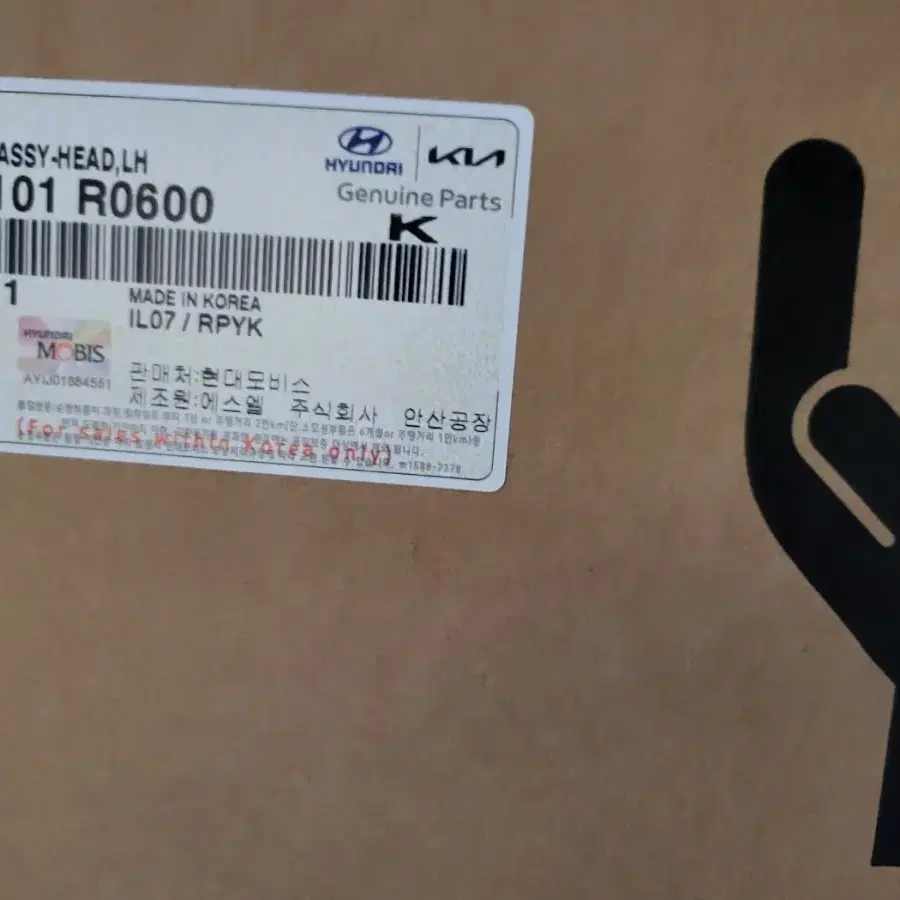 ASSY-HEAD,LH
101 R0600
HYUNDAI
KIA
Genuine Parts
K
1
MADE IN KOREA
IL07 / RPYK
HYUNDAI
MOBIS
판매처:현대모비스
제조원:에스엘 주식회사 안산공장
(For sales within Korea only)